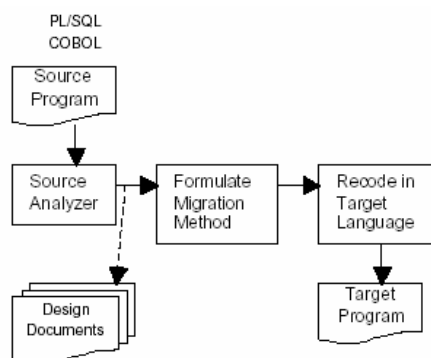 PL/SQL
COBOL
Source
Program
Source
Analyzer
Formulate
Migration
Method
Recode in
Target
Language
Design
Documents
Target
Program